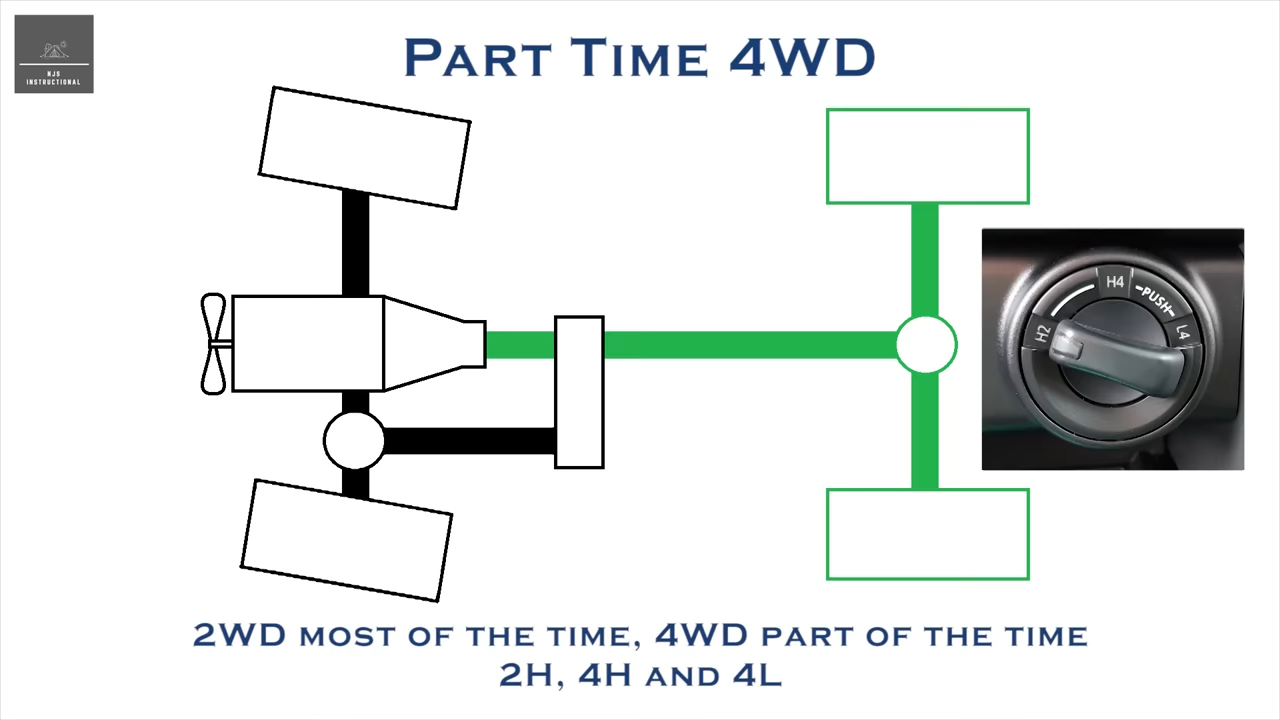 NJS
INSTRUCTIONAL
PART TIME 4WD
H2
H4
PUSH
L4
2WD MOST OF THE TIME, 4WD PART OF THE TIME
2H, 4H AND 4L